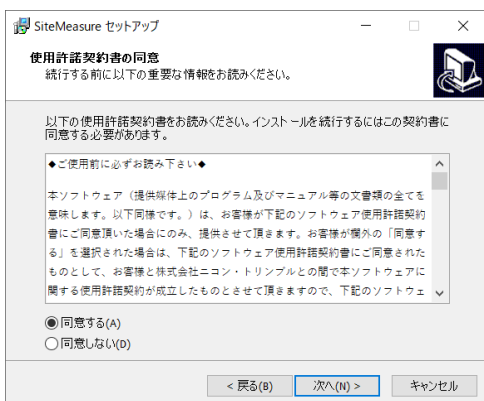 SiteMeasure セットアップ
使用許諾契約書の同意
続行する前に以下の重要な情報をお読みください。
以下の使用許諾契約書をお読みください。インストールを続行するにはこの契約書に
同意する必要があります。
◆ご使用前に必ずお読み下さい◆
本ソフトウェア（提供媒体上のプログラム及びマニュアル等の文書類の全てを
意味します。以下同様です。）は、お客様が下記のソフトウェア使用許諾契約
書にご同意頂いた場合にのみ、提供させて頂きます。お客様が欄外の「同意す
る」を選択された場合は、下記のソフトウェア使用許諾契約書にご同意された
ものとして、お客様と株式会社ニコン・トリンブルとの間で本ソフトウェアに
関する使用許諾契約が成立したものとさせて頂きますので、下記のソフトウェ
同意する(A)
同意しない(D)
< 戻る(B) 次へ(N) > キャンセル